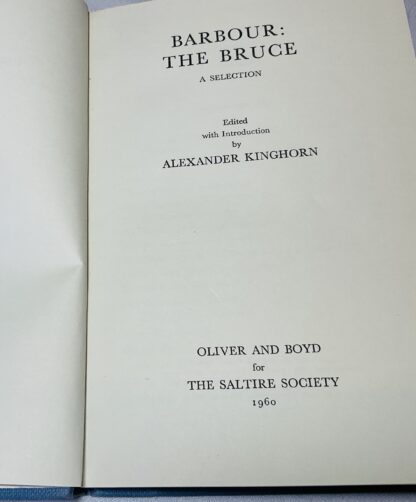 BARBOUR:
THE BRUCE
A SELECTION
Edited
with Introduction
by
ALEXANDER KINGHORN
OLIVER AND BOYD
for
THE SALTIRE SOCIETY
1960